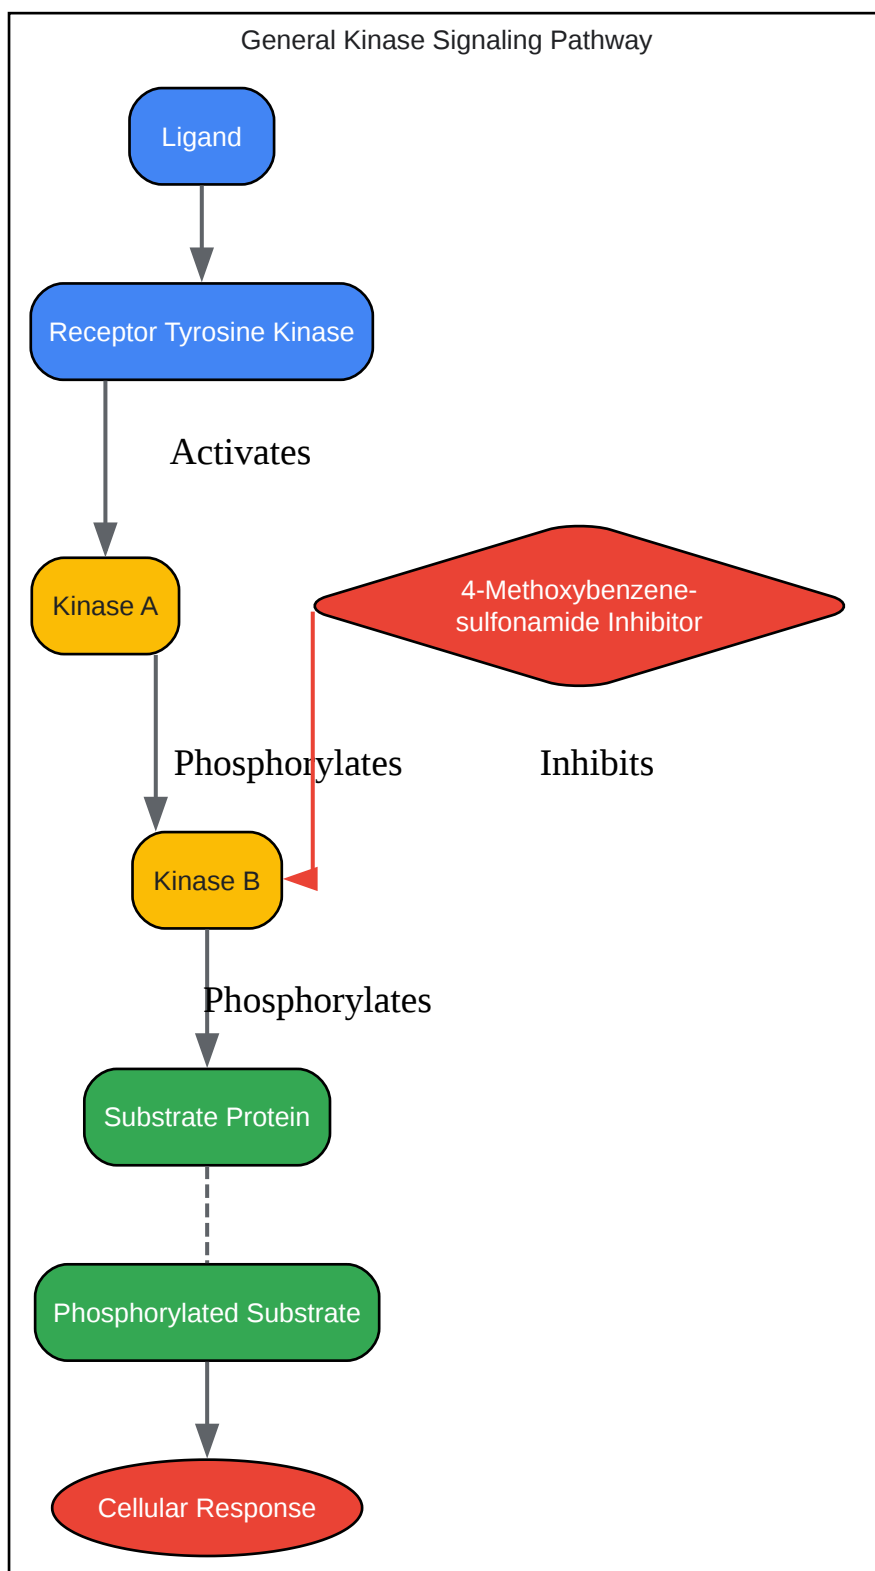 General Kinase Signaling Pathway
Ligand
Receptor Tyrosine Kinase
Activates
Kinase A
4-Methoxybenzene-
sulfonamide Inhibitor
Phosphorylates
Inhibits
Kinase B
Phosphorylates
Substrate Protein
Phosphorylated Substrate
Cellular Response